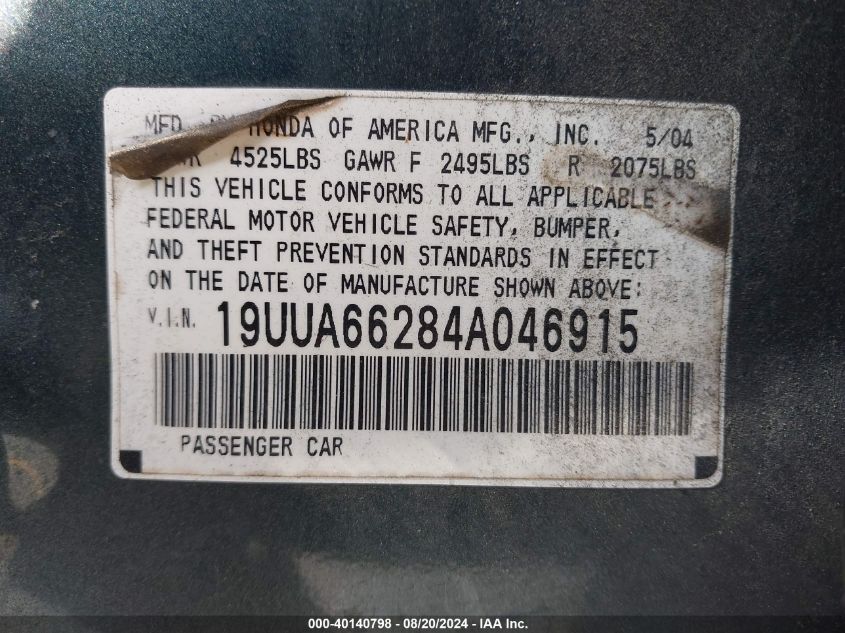 MFD. BY HONDA OF AMERICA MFG., INC. 5/04
4525LBS GAWR F 2495LBS R 2075LBS
THIS VEHICLE CONFORMS TO ALL APPLICABLE
FEDERAL MOTOR VEHICLE SAFETY, BUMPER,
AND THEFT PREVENTION STANDARDS IN EFFECT
ON THE DATE OF MANUFACTURE SHOWN ABOVE:
V.I.N. 19UUA66284A046915
PASSENGER CAR
000-40140798 - 08/20/2024 - IAA Inc.